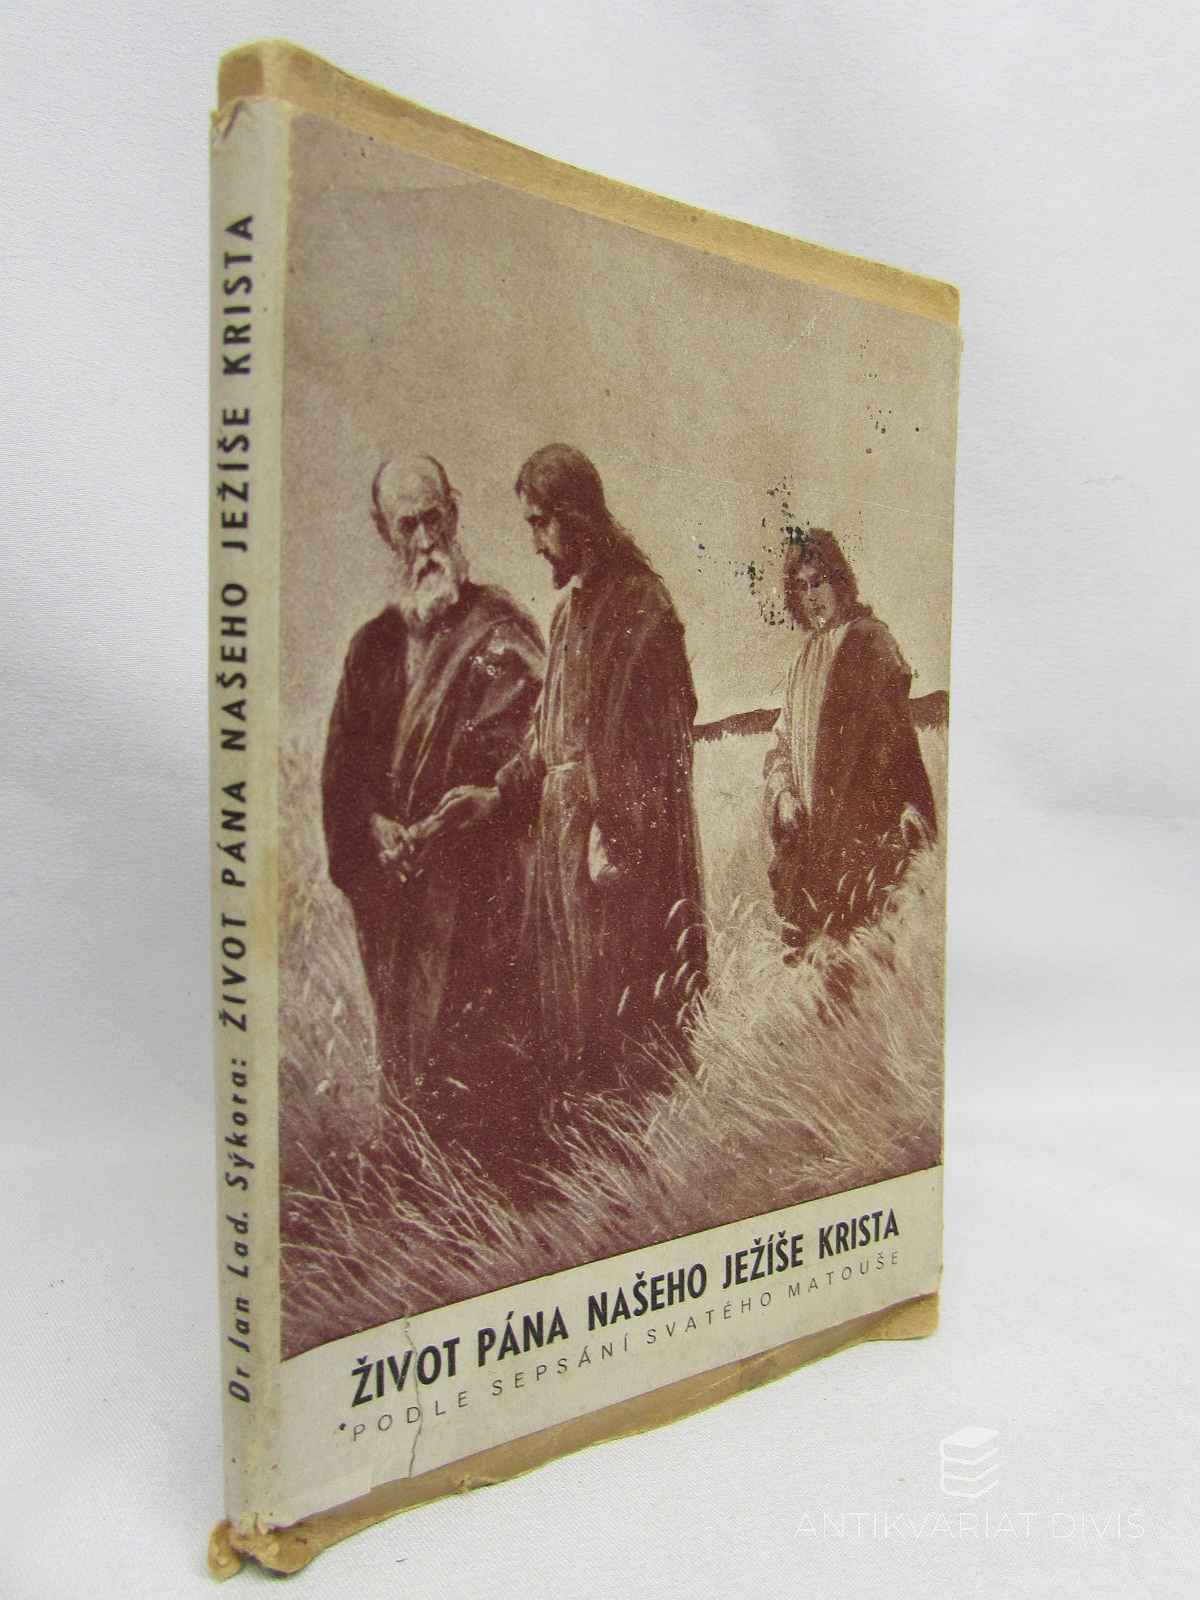 Dr Jan Lad. Sýkora: ŽIVOT PÁNA NAŠEHO JEŽÍŠE KRISTA
ŽIVOT PÁNA NAŠEHO JEŽÍŠE KRISTA
PODLE SEPSÁNÍ SVATÉHO MATOUŠE
ANTIKVARIAT DIVIS